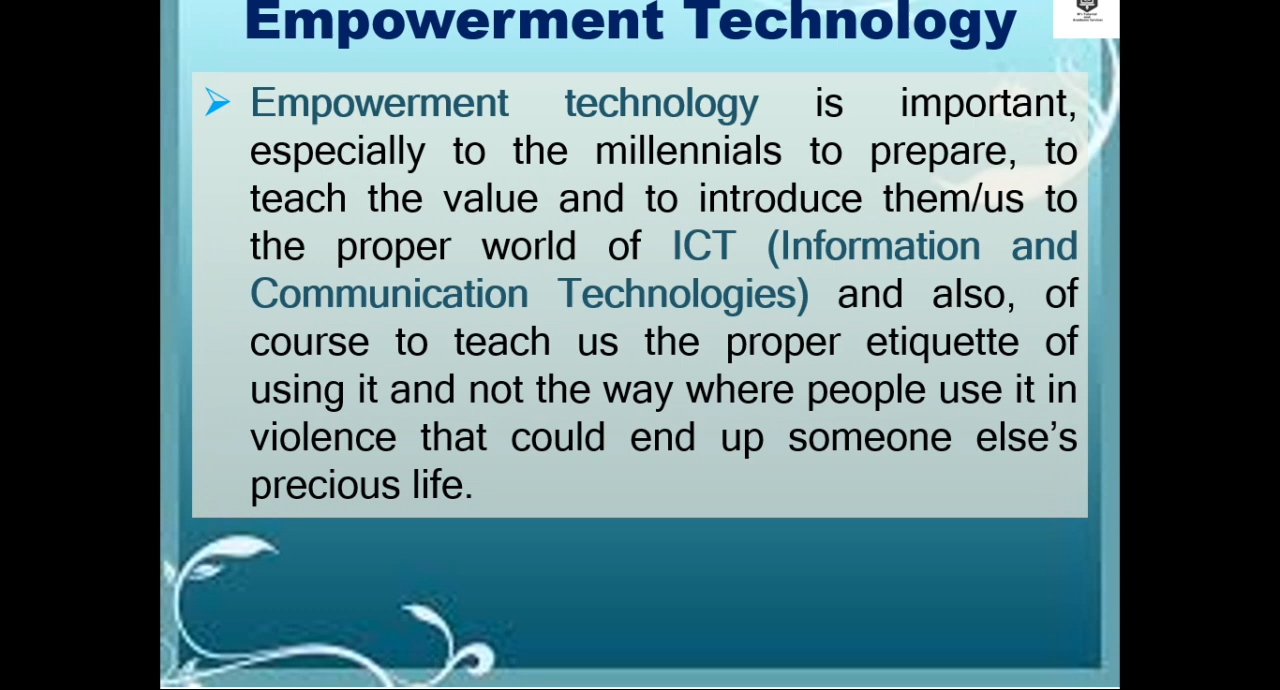 Empowerment Technology
Empowerment technology is important,
especially to the millennials to prepare, to
teach the value and to introduce them/us to
the proper world of ICT (Information and
Communication Technologies) and also, of
course to teach us the proper etiquette of
using it and not the way where people use it in
violence that could end up someone else’s
precious life.